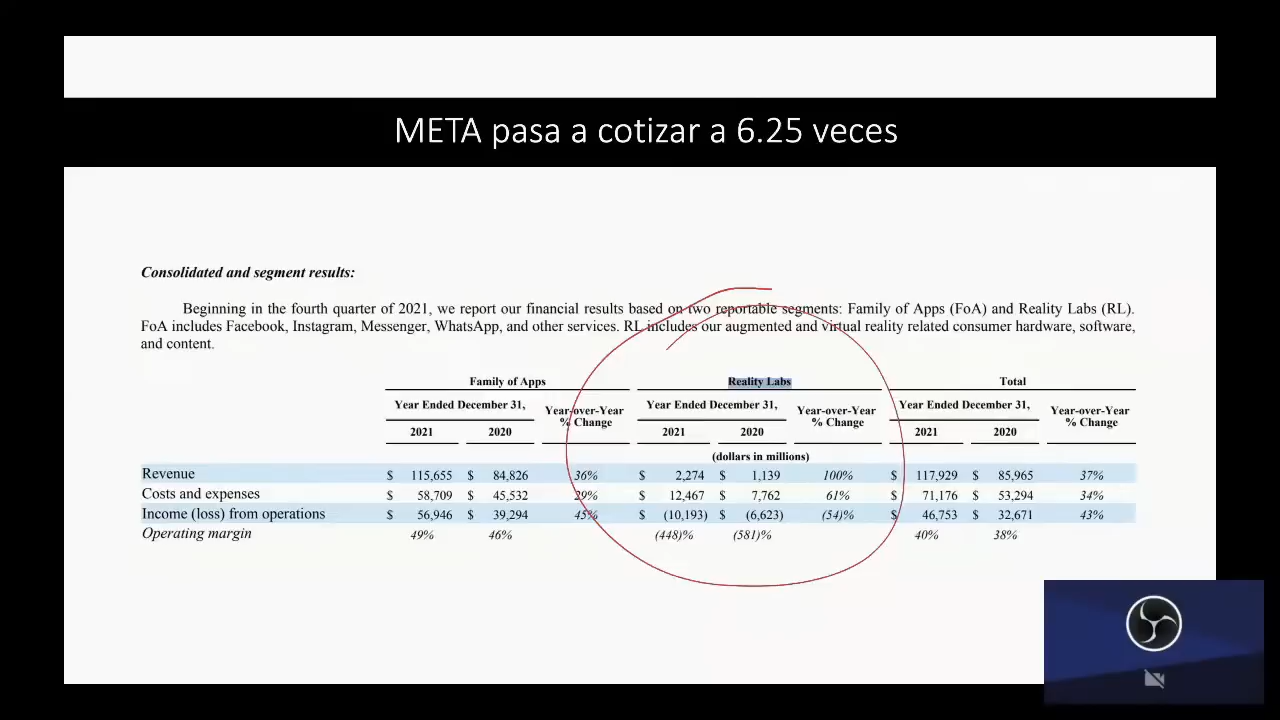 META pasa a cotizar a 6.25 veces
Consolidated and segment results:
Beginning in the fourth quarter of 2021, we report our financial results based on two reportable segments: Family of Apps (FoA) and Reality Labs (RL).
FoA includes Facebook, Instagram, Messenger, WhatsApp, and other services. RL includes our augmented and virtual reality related consumer hardware, software,
and content.
Family of Apps Reality Labs Total
Year Ended December 31, Year-over-Year % Change Year Ended December 31, Year-over-Year % Change Year Ended December 31, Year-over-Year % Change
2021 2020 2021 2020 2021 2020
(dollars in millions)
Revenue $ 115,655 $ 84,826 36% $ 2,274 $ 1,139 100% $ 117,929 $ 85,965 37%
Costs and expenses $ 58,709 $ 45,532 29% $ 12,467 $ 7,762 61% $ 71,176 $ 53,294 34%
Income (loss) from operations $ 56,946 $ 39,294 45% $ (10,193) $ (6,623) (54)% $ 46,753 $ 32,671 43%
Operating margin 49% 46% (448)% (581)% 40% 38%